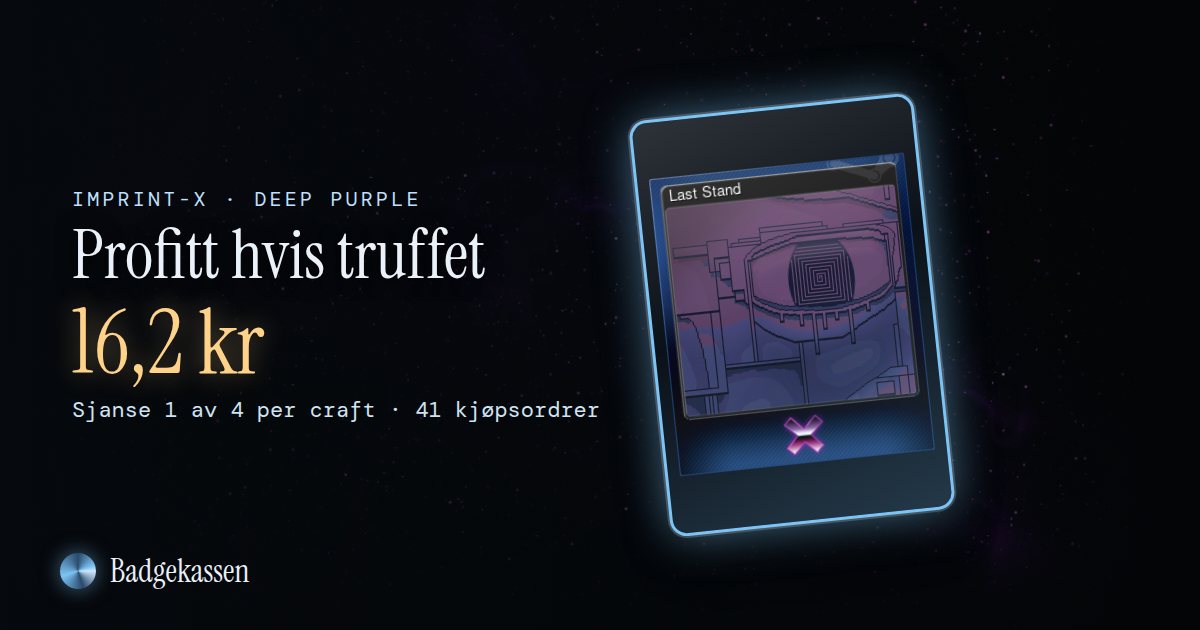 IMPRINT-X · DEEP PURPLE
Profitt hvis truffet
16,2 kr
Sjanse 1 av 4 per craft · 41 kjøpsordrer
Last Stand
Badgekassen